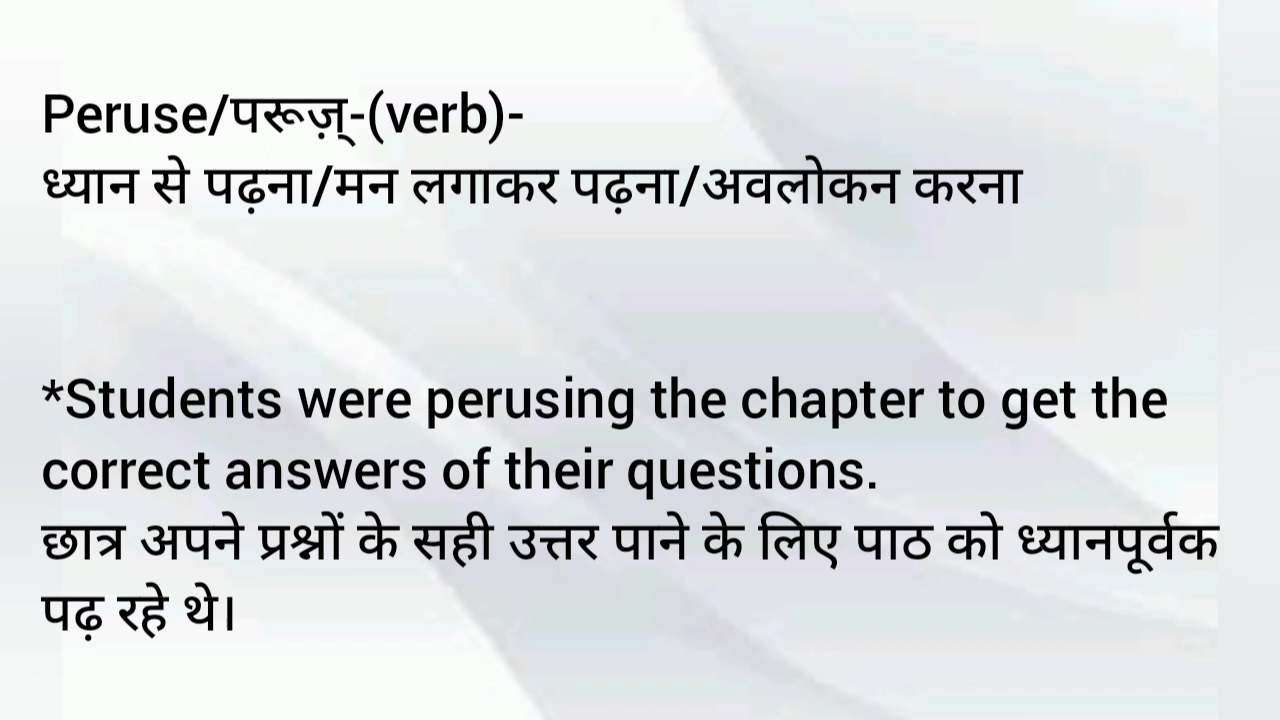 Peruse/परूज़्-(verb)-
ध्यान से पढ़ना/मन लगाकर पढ़ना/अवलोकन करना
*Students were perusing the chapter to get the
correct answers of their questions.
छात्र अपने प्रश्नों के सही उत्तर पाने के लिए पाठ को ध्यानपूर्वक
पढ़ रहे थे।